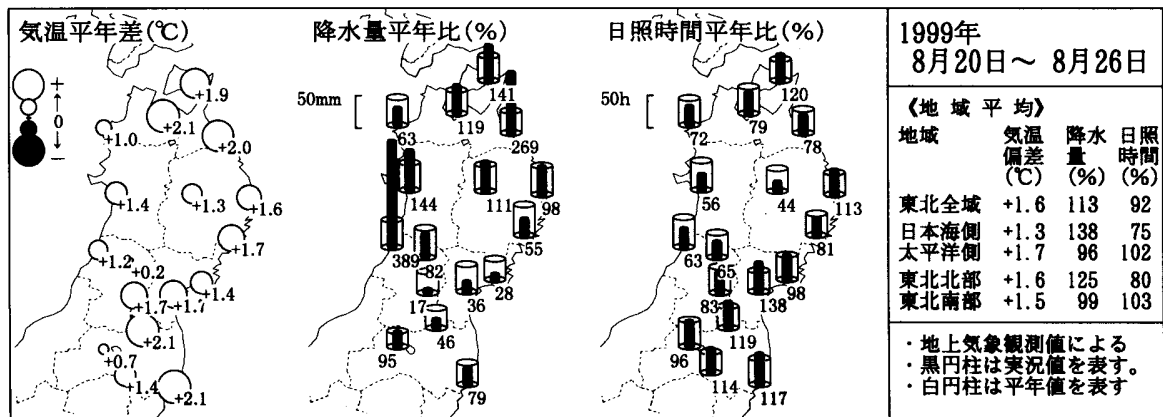 気温平年差(℃)
+
0
-
+1.9
+2.1
+1.0
+2.0
+1.4
+1.3
+1.6
+1.7
+1.2
+0.2
+1.4
+1.7
+1.7
+2.1
+0.7
+1.4
+2.1
降水量平年比(%)
50mm
141
119
63
269
144
111
98
55
389
82
28
17
36
46
95
79
日照時間平年比(%)
50h
120
79
72
78
56
44
113
81
63
65
98
83
138
119
96
114
117
1999年
8月20日～ 8月26日
《地 域 平 均》
地域 気温 降水 日照
偏差 量 時間
(℃) (%) (%)
東北全域 +1.6 113 92
日本海側 +1.3 138 75
太平洋側 +1.7 96 102
東北北部 +1.6 125 80
東北南部 +1.5 99 103
・地上気象観測値による
・黒円柱は実況値を表す。
・白円柱は平年値を表す